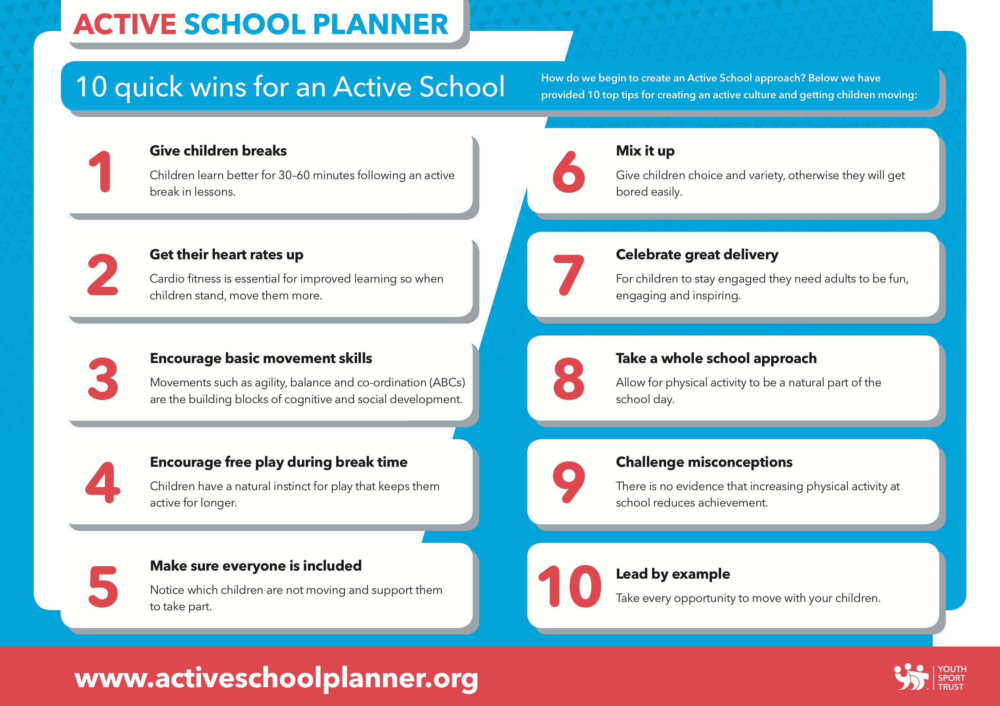 ACTIVE SCHOOL PLANNER
10 quick wins for an Active School
How do we begin to create an Active School approach? Below we have
provided 10 top tips for creating an active culture and getting children moving:
1
Give children breaks
Children learn better for 30–60 minutes following an active
break in lessons.
2
Get their heart rates up
Cardio fitness is essential for improved learning so when
children stand, move them more.
3
Encourage basic movement skills
Movements such as agility, balance and co-ordination (ABCs)
are the building blocks of cognitive and social development.
4
Encourage free play during break time
Children have a natural instinct for play that keeps them
active for longer.
5
Make sure everyone is included
Notice which children are not moving and support them
to take part.
6
Mix it up
Give children choice and variety, otherwise they will get
bored easily.
7
Celebrate great delivery
For children to stay engaged they need adults to be fun,
engaging and inspiring.
8
Take a whole school approach
Allow for physical activity to be a natural part of the
school day.
9
Challenge misconceptions
There is no evidence that increasing physical activity at
school reduces achievement.
10
Lead by example
Take every opportunity to move with your children.
www.activeschoolplanner.org
YOUTH
SPORT
TRUST